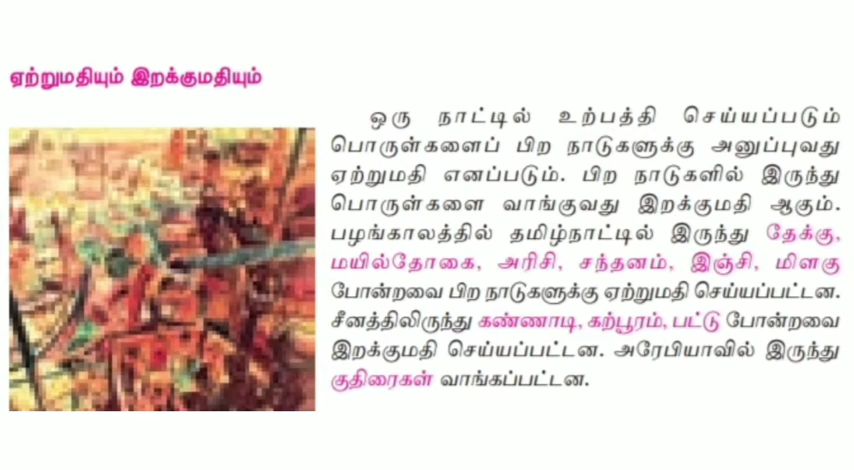 ஏற்றுமதியும் இறக்குமதியும்
ஒரு நாட்டில் உற்பத்தி செய்யப்படும்
பொருள்களைப் பிற நாடுகளுக்கு அனுப்புவது
ஏற்றுமதி எனப்படும். பிற நாடுகளில் இருந்து
பொருள்களை வாங்குவது இறக்குமதி ஆகும்.
பழங்காலத்தில் தமிழ்நாட்டில் இருந்து தேக்கு,
மயில்தோகை, அரிசி, சந்தனம், இஞ்சி, மிளகு
போன்றவை பிற நாடுகளுக்கு ஏற்றுமதி செய்யப்பட்டன.
சீனத்திலிருந்து கண்ணாடி, கற்பூரம், பட்டு போன்றவை
இறக்குமதி செய்யப்பட்டன. அரேபியாவில் இருந்து
குதிரைகள் வாங்கப்பட்டன.